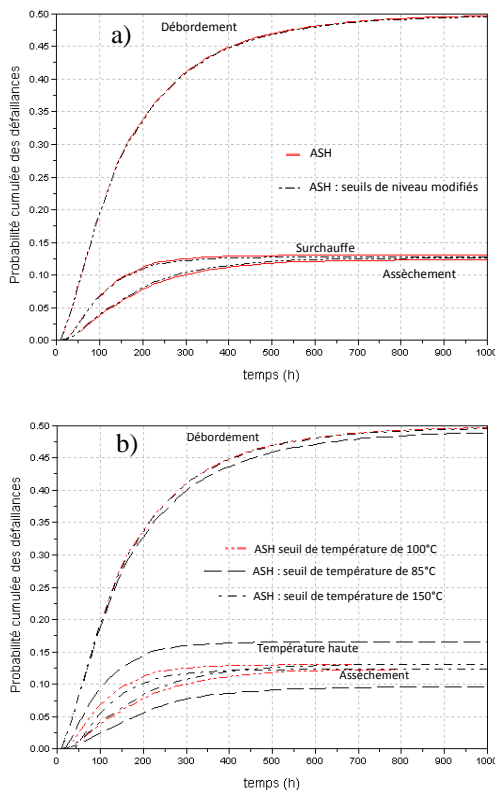 a)
Débordement
0.50
0.45
0.40
0.35
0.30
0.25
0.20
0.15
0.10
0.05
0.00
Probabilité cumulée des défaillances
ASH
ASH : seuils de niveau modifiés
Surchauffe
Assèchement
0 100 200 300 400 500 600 700 800 900 1000
temps (h)
b)
Débordement
0.50
0.45
0.40
0.35
0.30
0.25
0.20
0.15
0.10
0.05
0.00
Probabilité cumulée des défaillances
ASH seuil de température de 100°C
ASH : seuil de température de 85°C
ASH : seuil de température de 150°C
Température haute
Assèchement
0 100 200 300 400 500 600 700 800 900 1000
temps (h)